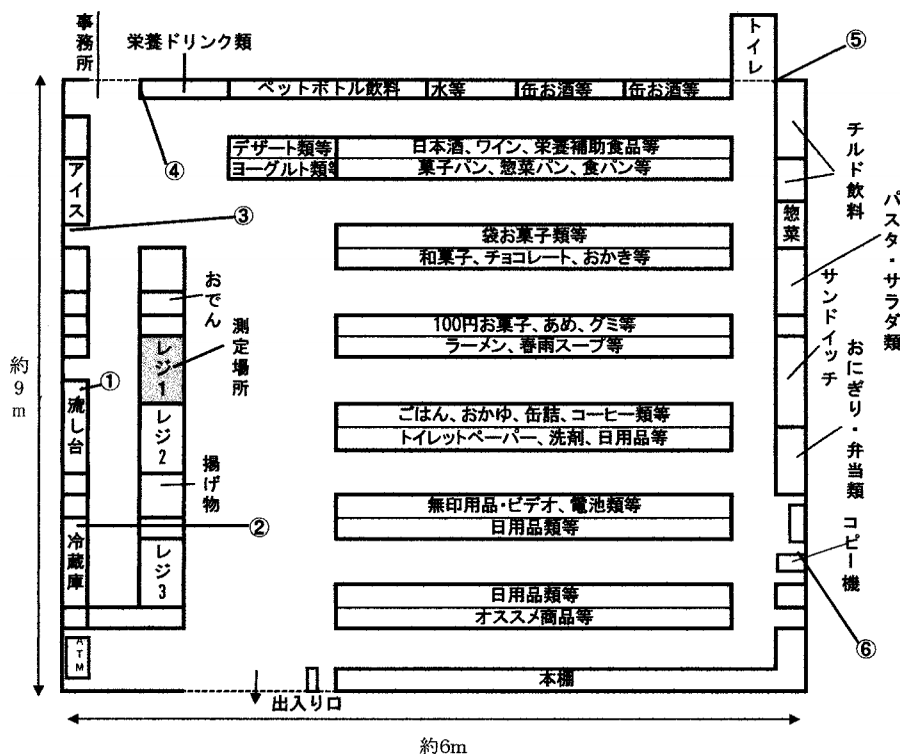 事務所
栄養ドリンク類
トイレ
⑤
ペットボトル飲料
水等
缶お酒等
缶お酒等
④
デザート類等
ヨーグルト類等
日本酒、ワイン、栄養補助食品等
菓子パン、惣菜パン、食パン等
チルド飲料
アイス
③
袋お菓子類等
和菓子、チョコレート、おかき等
惣菜
パスタ・サラダ類
おでん
測定場所
サンドイッチ
100円お菓子、あめ、グミ等
ラーメン、春雨スープ等
レジ1
約9m
①
流し台
レジ2
ごはん、おかゆ、缶詰、コーヒー類等
トイレットペーパー、洗剤、日用品等
おにぎり・弁当類
揚げ物
②
冷蔵庫
レジ3
無印用品・ビデオ、電池類等
日用品類等
コピー機
日用品類等
オススメ商品等
⑥
ATM
本棚
出入り口
約6m